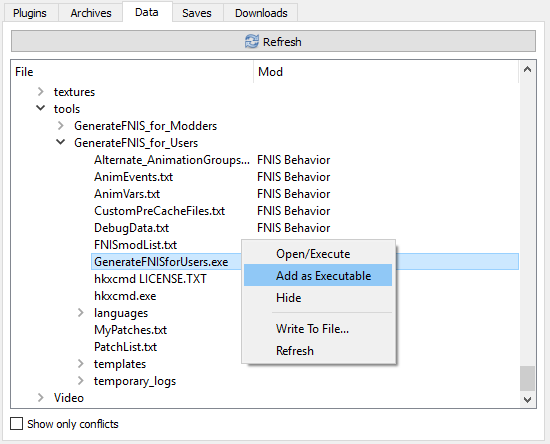 Plugins Archives Data Saves Downloads
Refresh
File Mod
textures
tools
GenerateFNIS_for_Modders
GenerateFNIS_for_Users
Alternate_AnimationGroups... FNIS Behavior
AnimEvents.txt FNIS Behavior
AnimVars.txt FNIS Behavior
CustomPreCacheFiles.txt FNIS Behavior
DebugData.txt FNIS Behavior
FNISmodList.txt
GenerateFNISforUsers.exe
hkxcmd LICENSE.TXT
hkxcmd.exe
languages
MyPatches.txt
PatchList.txt
templates
temporary_logs
Video
Open/Execute
Add as Executable
Hide
Write To File...
Refresh
Show only conflicts